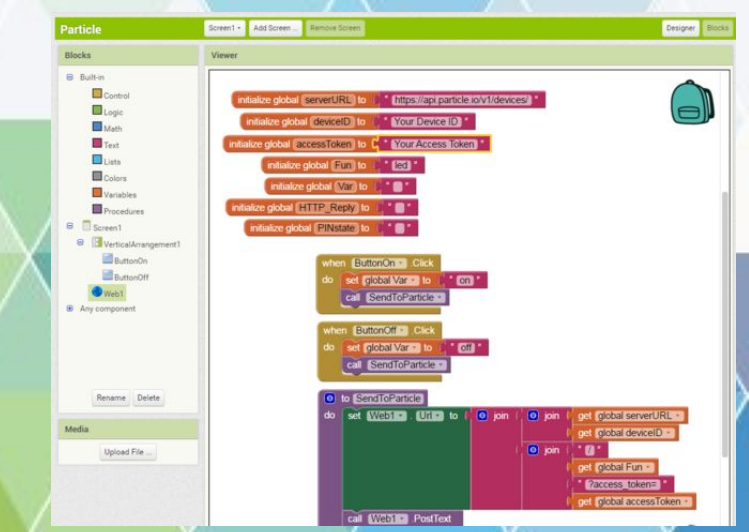 Particle
Screen1 Add Screen ... Remove Screen Designer Blocks
Blocks
Viewer
Built-in
Control
Logic
Math
Text
Lists
Colors
Variables
Procedures
Screen1
VerticalArrangement1
ButtonOn
ButtonOff
Web1
Any component
Rename Delete
Media
Upload File ...
initialize global serverURL to " https://api.particle.io/v1/devices/ "
initialize global deviceID to " Your Device ID "
initialize global accessToken to " Your Access Token "
initialize global Fun to " led "
initialize global Var to " "
initialize global HTTP_Reply to " "
initialize global PINstate to " "
when ButtonOn .Click
do set global Var to " on "
call SendToParticle
when ButtonOff .Click
do set global Var to " off "
call SendToParticle
to SendToParticle
do set Web1 . Url to join join get global serverURL
get global deviceID
join " / "
get global Fun
" ?access_token= "
get global accessToken
call Web1 .PostText